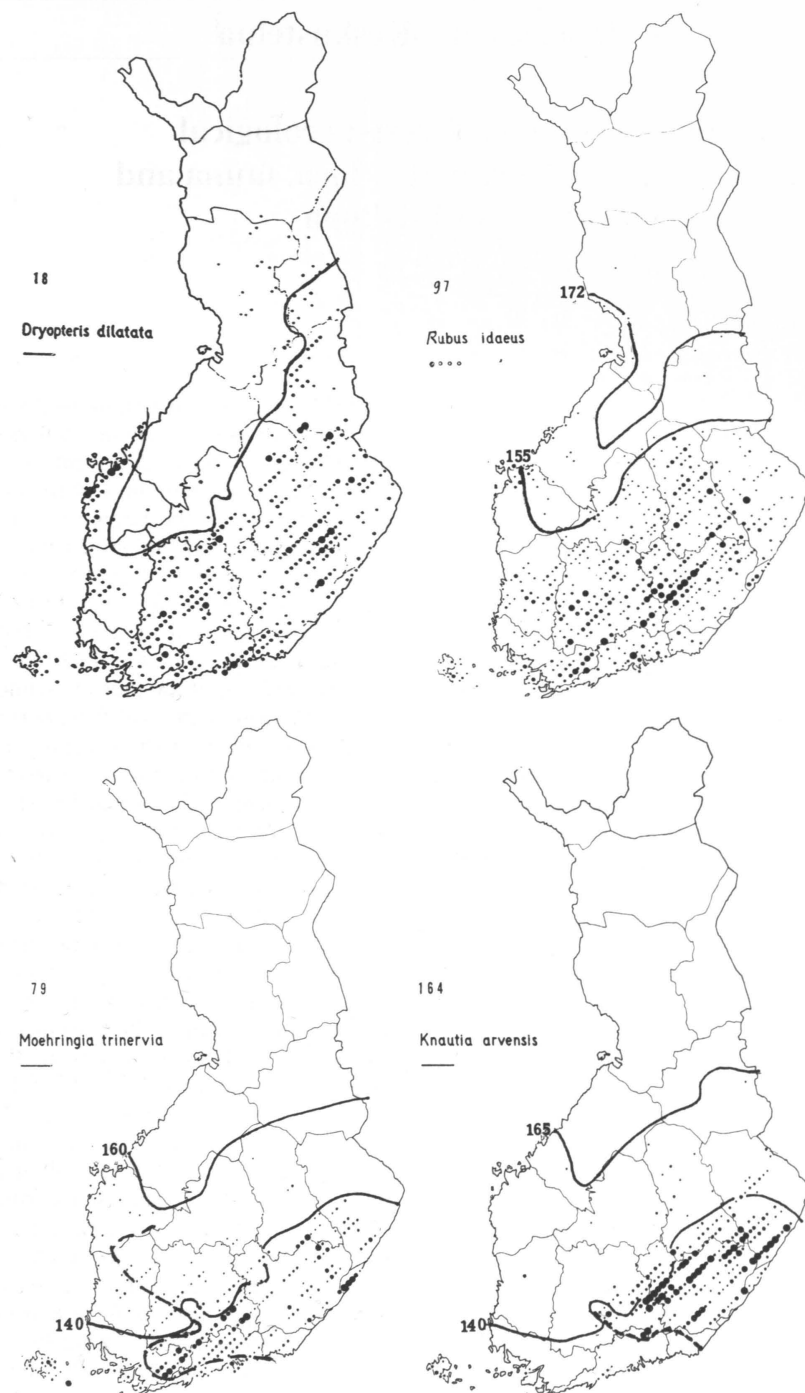 18
Dryopteris dilatata
97
172
Rubus idaeus
155
79
Moehringia trinervia
160
140
164
Knautia arvensis
165
140